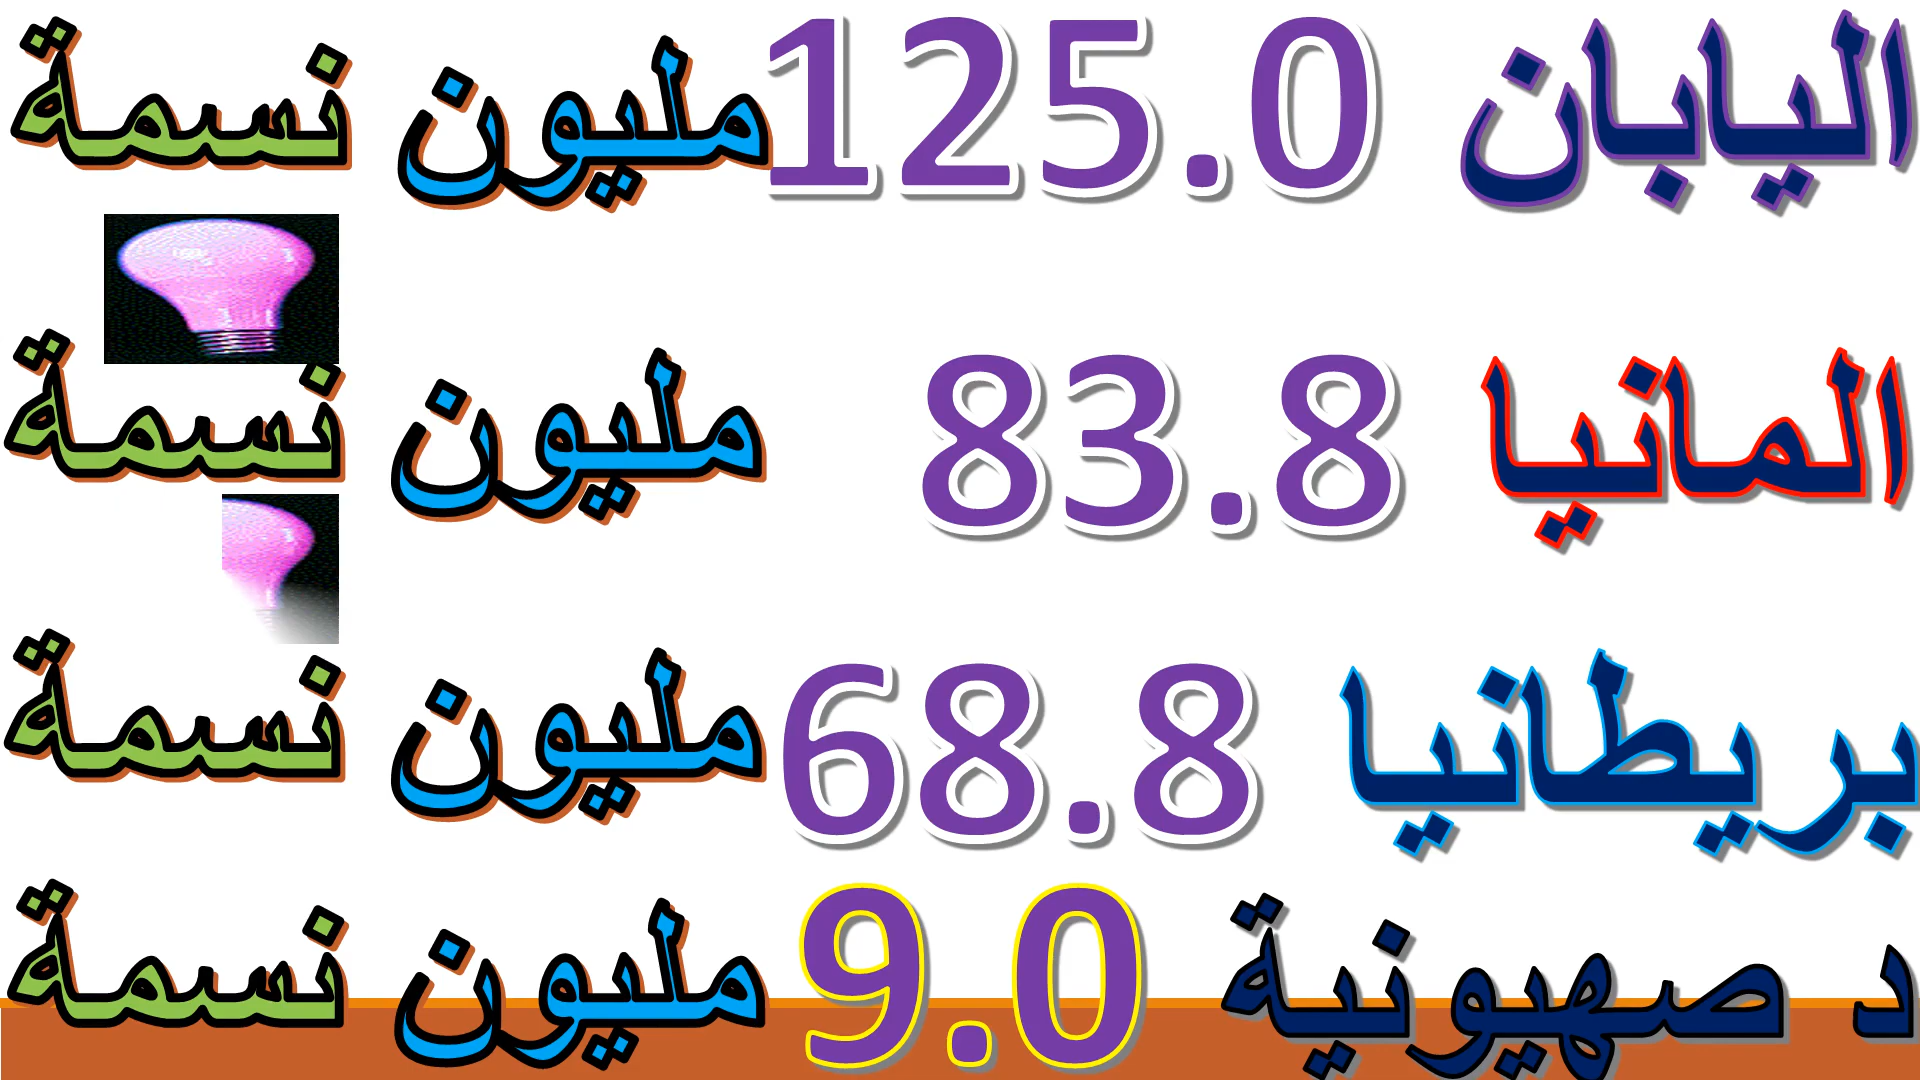 اليابان 125.0 مليون نسمة
المانيا 83.8 مليون نسمة
بريطانيا 68.8 مليون نسمة
د صهيونية 9.0 مليون نسمة